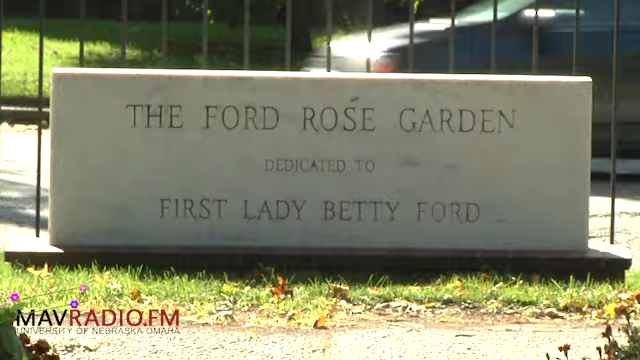 THE FORD ROSE GARDEN
DEDICATED TO
FIRST LADY BETTY FORD
MAVRADIO.FM
UNIVERSITY OF NEBRASKA-OMAHA